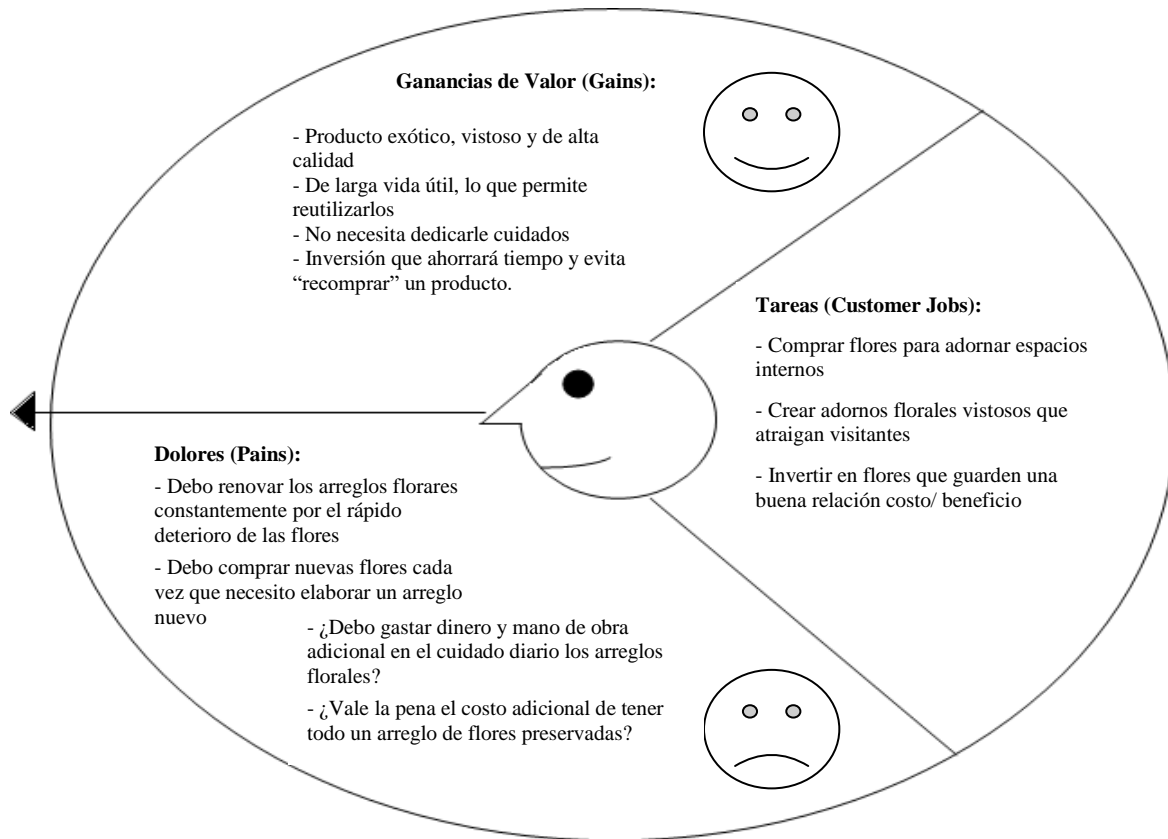 Ganancias de Valor (Gains):
- Producto exótico, vistoso y de alta
calidad
- De larga vida útil, lo que permite
reutilizarlos
- No necesita dedicarle cuidados
- Inversión que ahorrará tiempo y evita
“recomprar” un producto.
Tareas (Customer Jobs):
- Comprar flores para adornar espacios
internos
- Crear adornos florales vistosos que
atraigan visitantes
- Invertir en flores que guarden una
buena relación costo/ beneficio
Dolores (Pains):
- Debo renovar los arreglos florares
constantemente por el rápido
deterioro de las flores
- Debo comprar nuevas flores cada
vez que necesito elaborar un arreglo
nuevo
- ¿Debo gastar dinero y mano de obra
adicional en el cuidado diario los arreglos
florales?
- ¿Vale la pena el costo adicional de tener
todo un arreglo de flores preservadas?